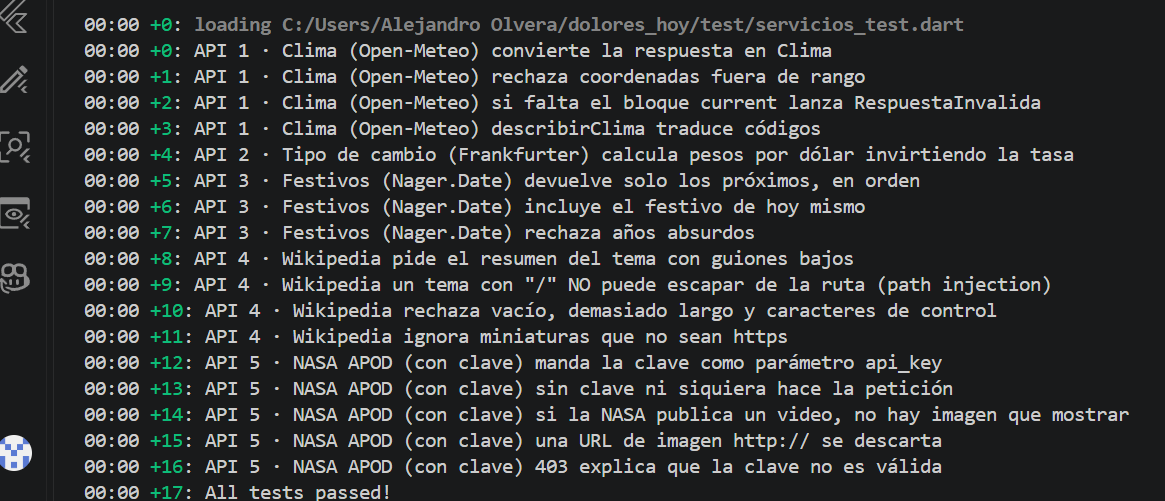 00:00 +0: loading C:/Users/Alejandro Olvera/dolores_hoy/test/servicios_test.dart
00:00 +0: API 1 · Clima (Open-Meteo) convierte la respuesta en Clima
00:00 +1: API 1 · Clima (Open-Meteo) rechaza coordenadas fuera de rango
00:00 +2: API 1 · Clima (Open-Meteo) si falta el bloque current lanza RespuestaInvalida
00:00 +3: API 1 · Clima (Open-Meteo) describirClima traduce códigos
00:00 +4: API 2 · Tipo de cambio (Frankfurter) calcula pesos por dólar invirtiendo la tasa
00:00 +5: API 3 · Festivos (Nager.Date) devuelve solo los próximos, en orden
00:00 +6: API 3 · Festivos (Nager.Date) incluye el festivo de hoy mismo
00:00 +7: API 3 · Festivos (Nager.Date) rechaza años absurdos
00:00 +8: API 4 · Wikipedia pide el resumen del tema con guiones bajos
00:00 +9: API 4 · Wikipedia un tema con "/" NO puede escapar de la ruta (path injection)
00:00 +10: API 4 · Wikipedia rechaza vacío, demasiado largo y caracteres de control
00:00 +11: API 4 · Wikipedia ignora miniaturas que no sean https
00:00 +12: API 5 · NASA APOD (con clave) manda la clave como parámetro api_key
00:00 +13: API 5 · NASA APOD (con clave) sin clave ni siquiera hace la petición
00:00 +14: API 5 · NASA APOD (con clave) si la NASA publica un video, no hay imagen que mostrar
00:00 +15: API 5 · NASA APOD (con clave) una URL de imagen http:// se descarta
00:00 +16: API 5 · NASA APOD (con clave) 403 explica que la clave no es válida
00:00 +17: All tests passed!